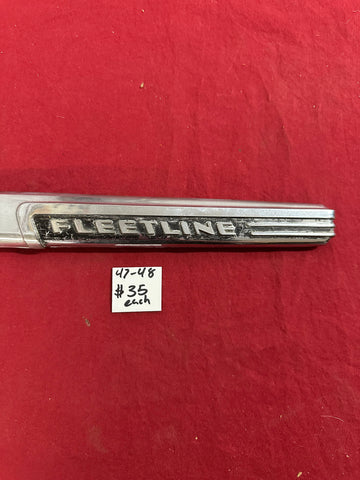 FLEETLINE
47-48
$35
each